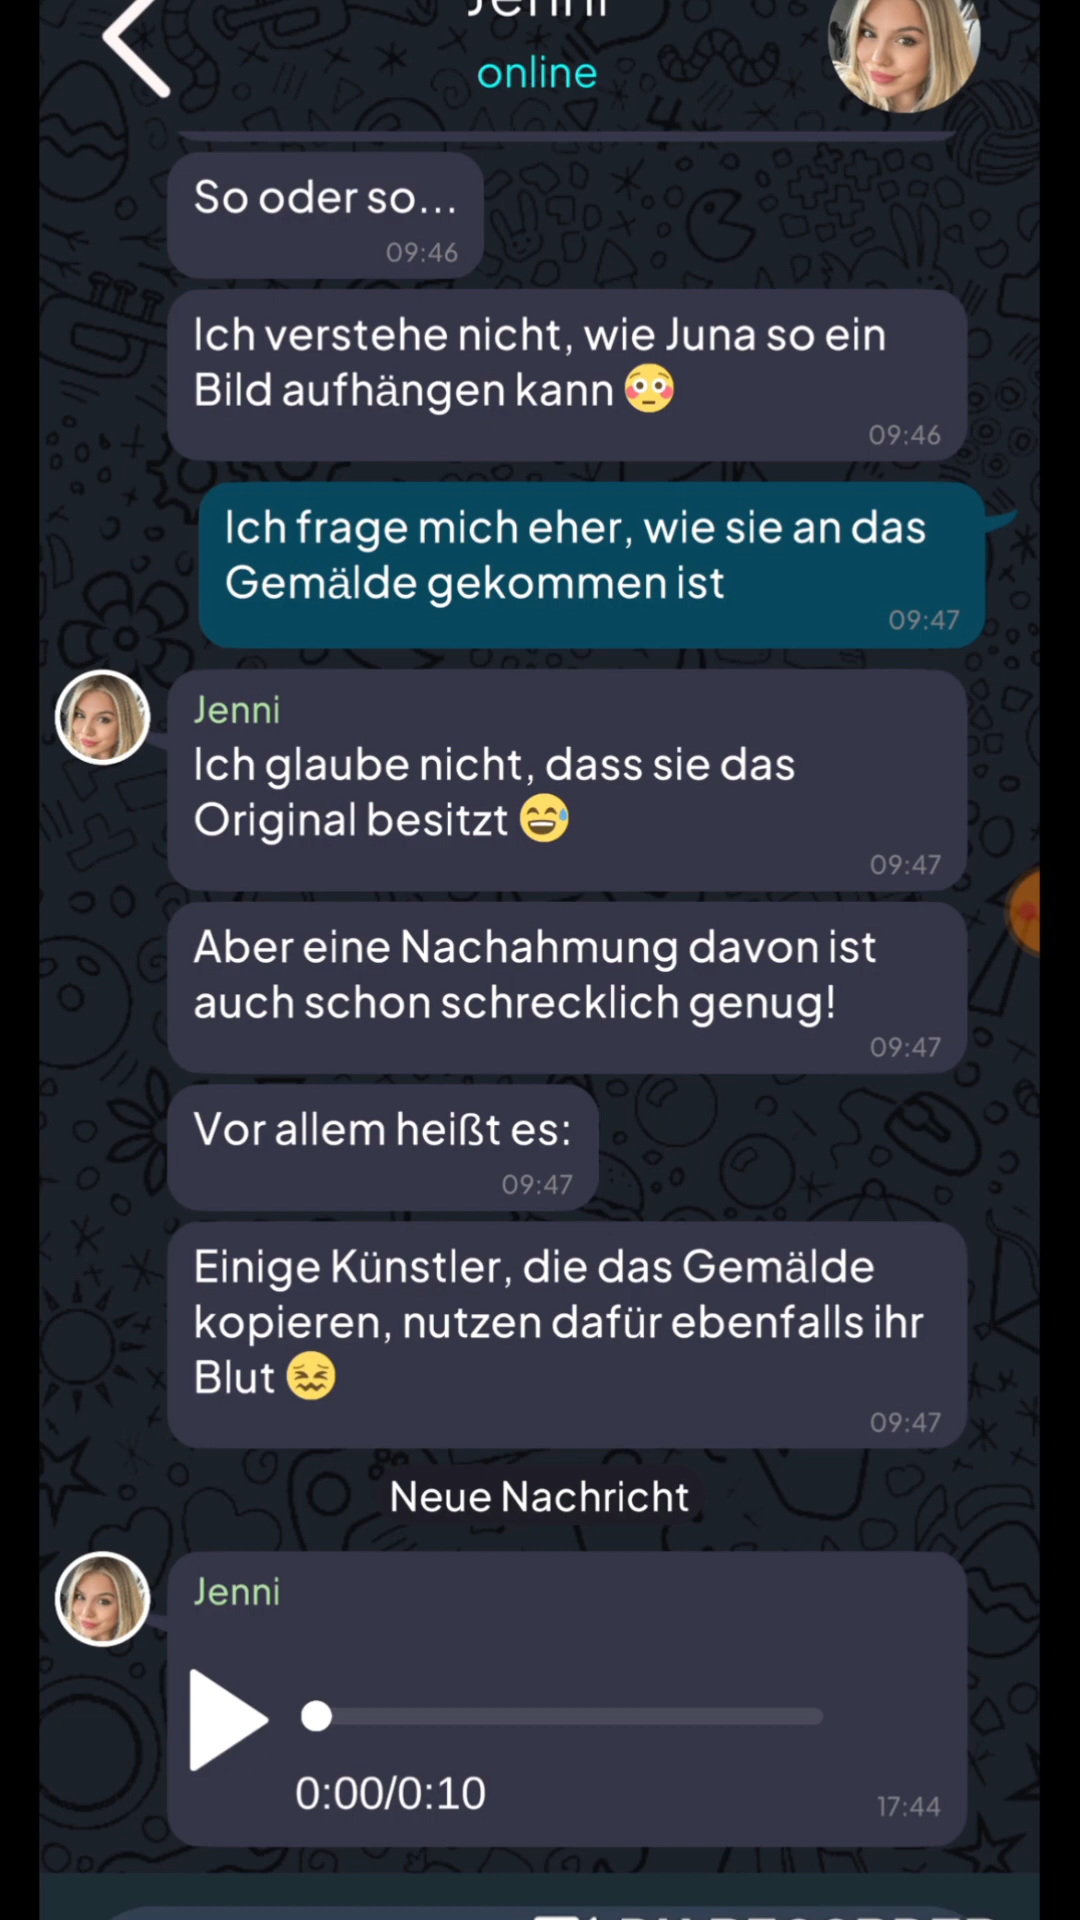 Jenni
online
So oder so...
09:46
Ich verstehe nicht, wie Juna so ein
Bild aufhängen kann 😳
09:46
Ich frage mich eher, wie sie an das
Gemälde gekommen ist
09:47
Jenni
Ich glaube nicht, dass sie das
Original besitzt 😅
09:47
Aber eine Nachahmung davon ist
auch schon schrecklich genug!
09:47
Vor allem heißt es:
09:47
Einige Künstler, die das Gemälde
kopieren, nutzen dafür ebenfalls ihr
Blut 😖
09:47
Neue Nachricht
Jenni
0:00/0:10
17:44